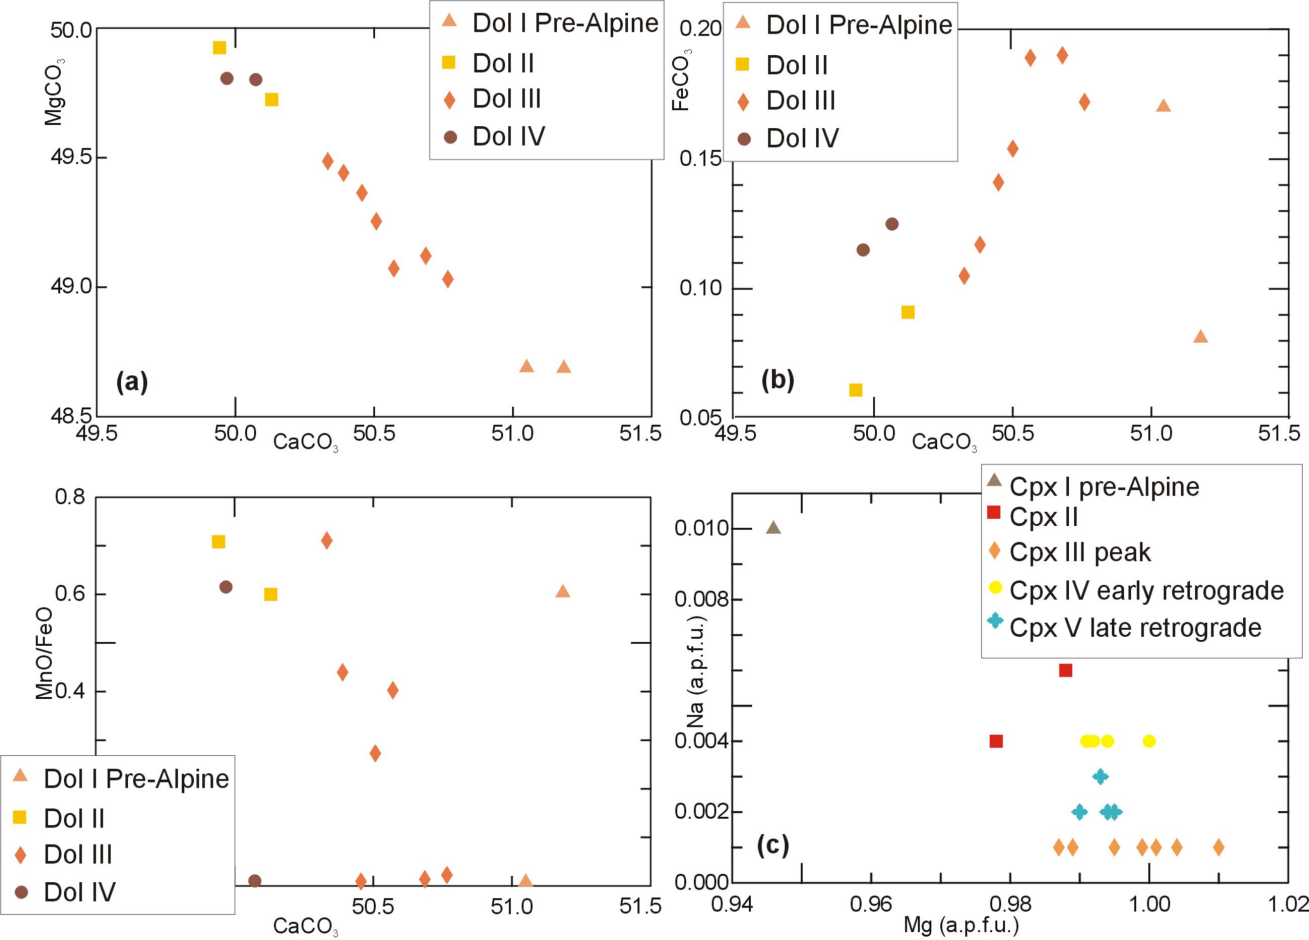 50.0
49.5
49.0
48.5
MgCO₃
49.5
50.0
50.5
51.0
51.5
CaCO₃
(a)
Dol I Pre-Alpine
Dol II
Dol III
Dol IV
0.20
0.15
0.10
0.05
FeCO₃
49.5
50.0
50.5
51.0
51.5
CaCO₃
(b)
Dol I Pre-Alpine
Dol II
Dol III
Dol IV
0.8
0.6
0.4
MnO/FeO
50.5
51.0
51.5
CaCO₃
Dol I Pre-Alpine
Dol II
Dol III
Dol IV
0.010
0.008
0.004
0.002
0.000
Na (a.p.f.u.)
0.94
0.96
0.98
1.00
1.02
Mg (a.p.f.u.)
(c)
Cpx I pre-Alpine
Cpx II
Cpx III peak
Cpx IV early retrograde
Cpx V late retrograde